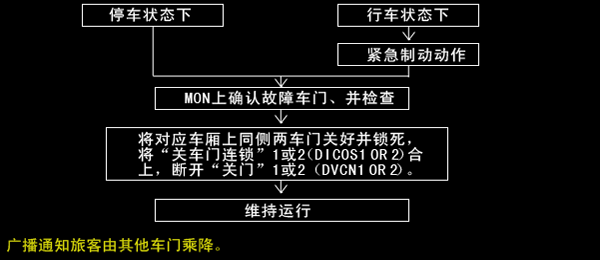 停车状态下
行车状态下
紧急制动动作
MON上确认故障车门、并检查
将对应车厢上同侧两车门关好并锁死，
将“关车门连锁”1或2(DICOS1 OR 2)合
上，断开“关门”1或2（DVCN1 OR 2）。
维持运行
广播通知旅客由其他车门乘降。